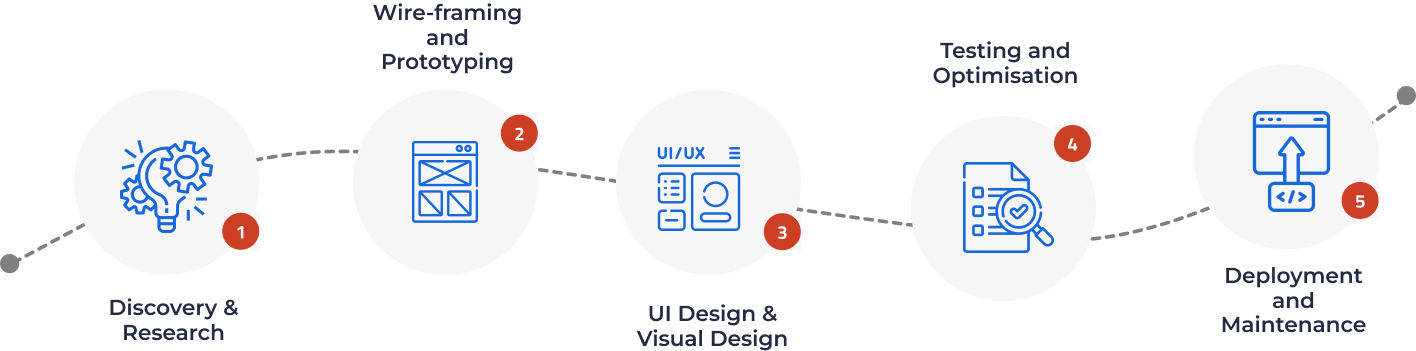 1
Discovery &
Research
Wire-framing
and
Prototyping
2
UI/UX
3
UI Design &
Visual Design
Testing and
Optimisation
4
</>
5
Deployment
and
Maintenance